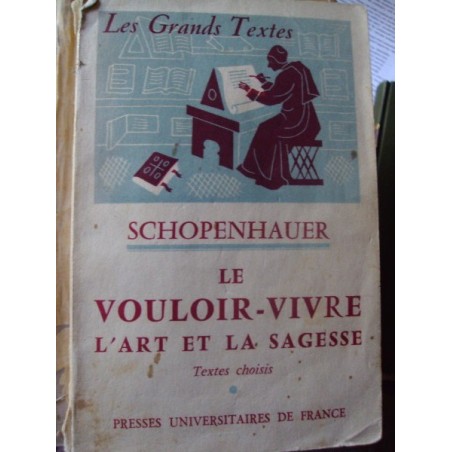 Les Grands Textes
SCHOPENHAUER
LE
VOULOIR-VIVRE
L'ART ET LA SAGESSE
Textes choisis
PRESSES UNIVERSITAIRES DE FRANCE